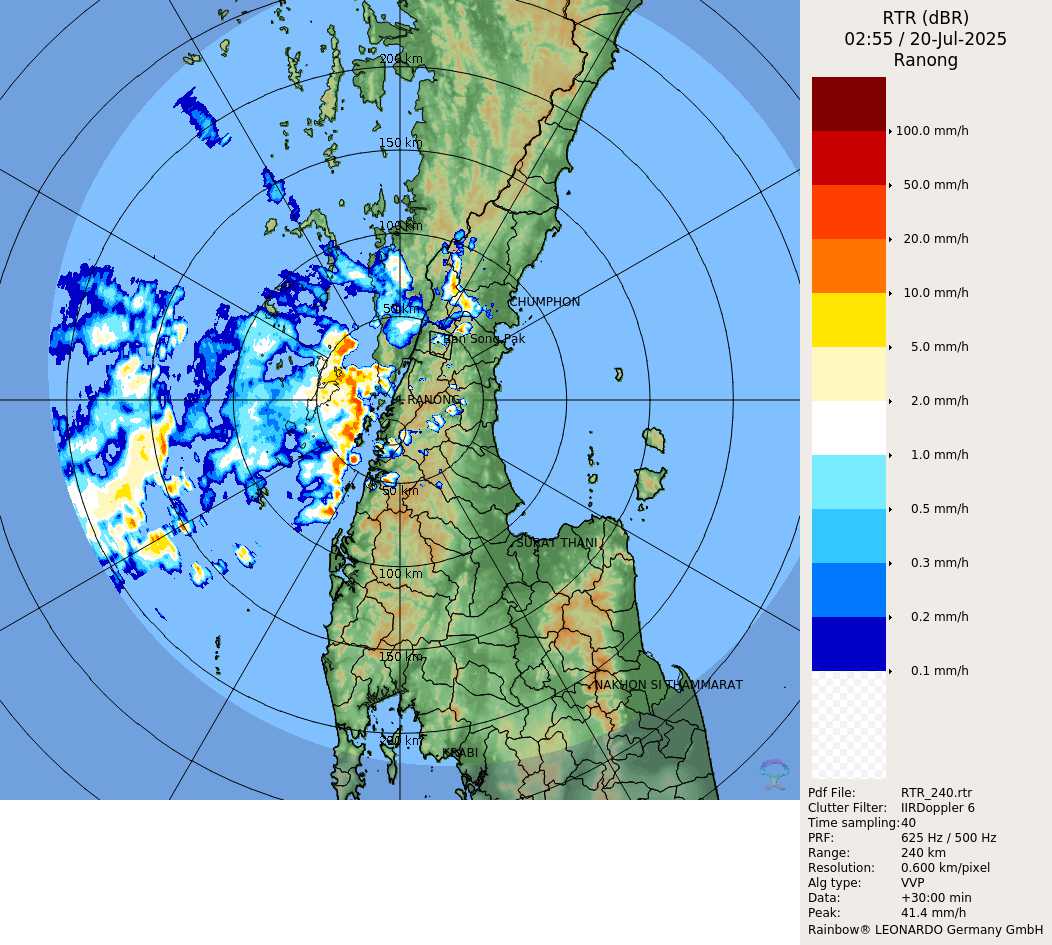 RTR (dBR)
02:55 / 20-Jul-2025
Ranong
100.0 mm/h
50.0 mm/h
20.0 mm/h
10.0 mm/h
5.0 mm/h
2.0 mm/h
1.0 mm/h
0.5 mm/h
0.3 mm/h
0.2 mm/h
0.1 mm/h
200 km
150 km
100 km
CHUMPHON
50 km
Ban Song Pak
RANONG
50 km
SURAT THANI
100 km
150 km
NAKHON SI THAMMARAT
200 km
KRABI
Pdf File: RTR_240.rtr
Clutter Filter: IIRDoppler 6
Time sampling: 40
PRF: 625 Hz / 500 Hz
Range: 240 km
Resolution: 0.600 km/pixel
Alg type: VVP
Data: +30:00 min
Peak: 41.4 mm/h
Rainbow® LEONARDO Germany GmbH